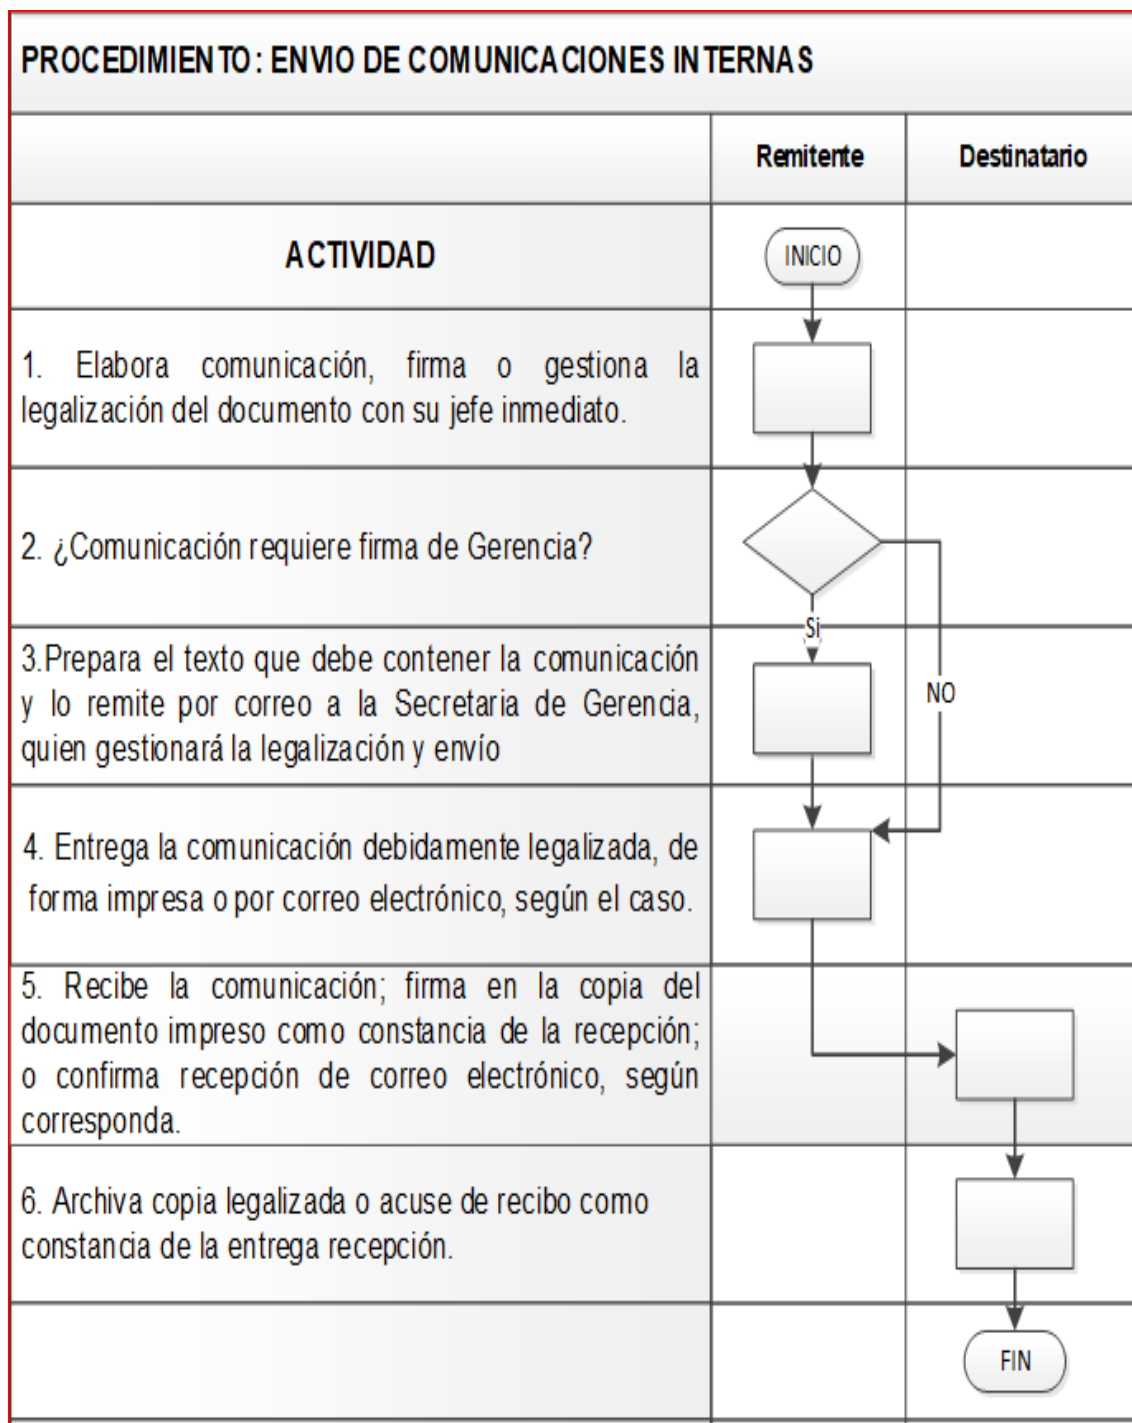 PROCEDIMIENTO: ENVIO DE COMUNICACIONES INTERNAS
Remitente
Destinatario
ACTIVIDAD
INICIO
1. Elabora comunicación, firma o gestiona la
legalización del documento con su jefe inmediato.
2. ¿Comunicación requiere firma de Gerencia?
Si
3.Prepara el texto que debe contener la comunicación
y lo remite por correo a la Secretaria de Gerencia,
quien gestionará la legalización y envío
NO
4. Entrega la comunicación debidamente legalizada, de
forma impresa o por correo electrónico, según el caso.
5. Recibe la comunicación; firma en la copia del
documento impreso como constancia de la recepción;
o confirma recepción de correo electrónico, según
corresponda.
6. Archiva copia legalizada o acuse de recibo como
constancia de la entrega recepción.
FIN